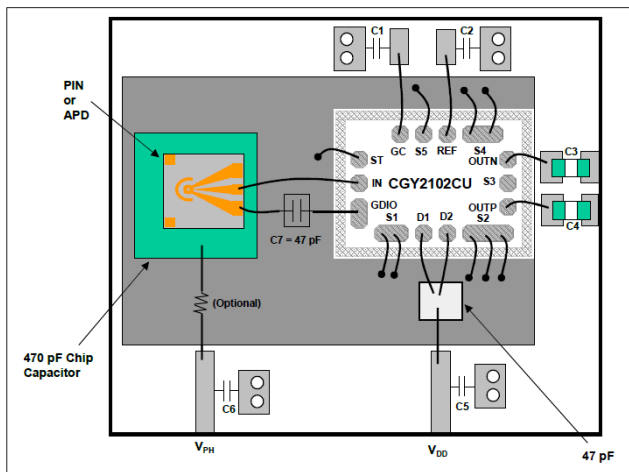 C1
C2
PIN
or
APD
GC
S5
REF
S4
C3
ST
OUTN
IN
CGY2102CU
S3
GDIO
OUTP
S1
D1
D2
S2
C4
C7 = 47 pF
(Optional)
470 pF Chip
Capacitor
C6
C5
VPH
VDD
47 pF